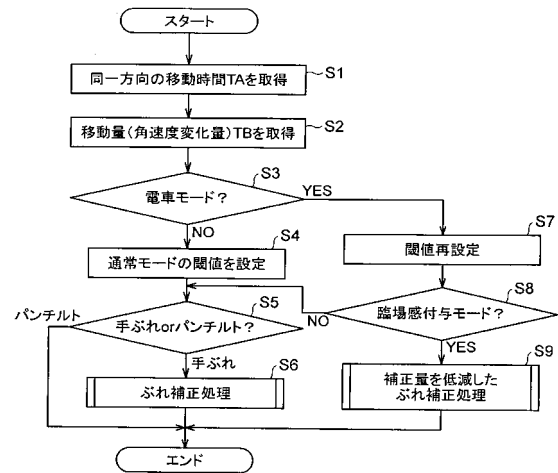 スタート
同一方向の移動時間TAを取得
S1
移動量(角速度変化量)TBを取得
S2
電車モード?
S3
YES
NO
通常モードの閾値を設定
S4
閾値再設定
S7
手ぶれorパンチルト?
S5
パンチルト
手ぶれ
臨場感付与モード?
S8
NO
YES
ぶれ補正処理
S6
補正量を低減した
ぶれ補正処理
S9
エンド